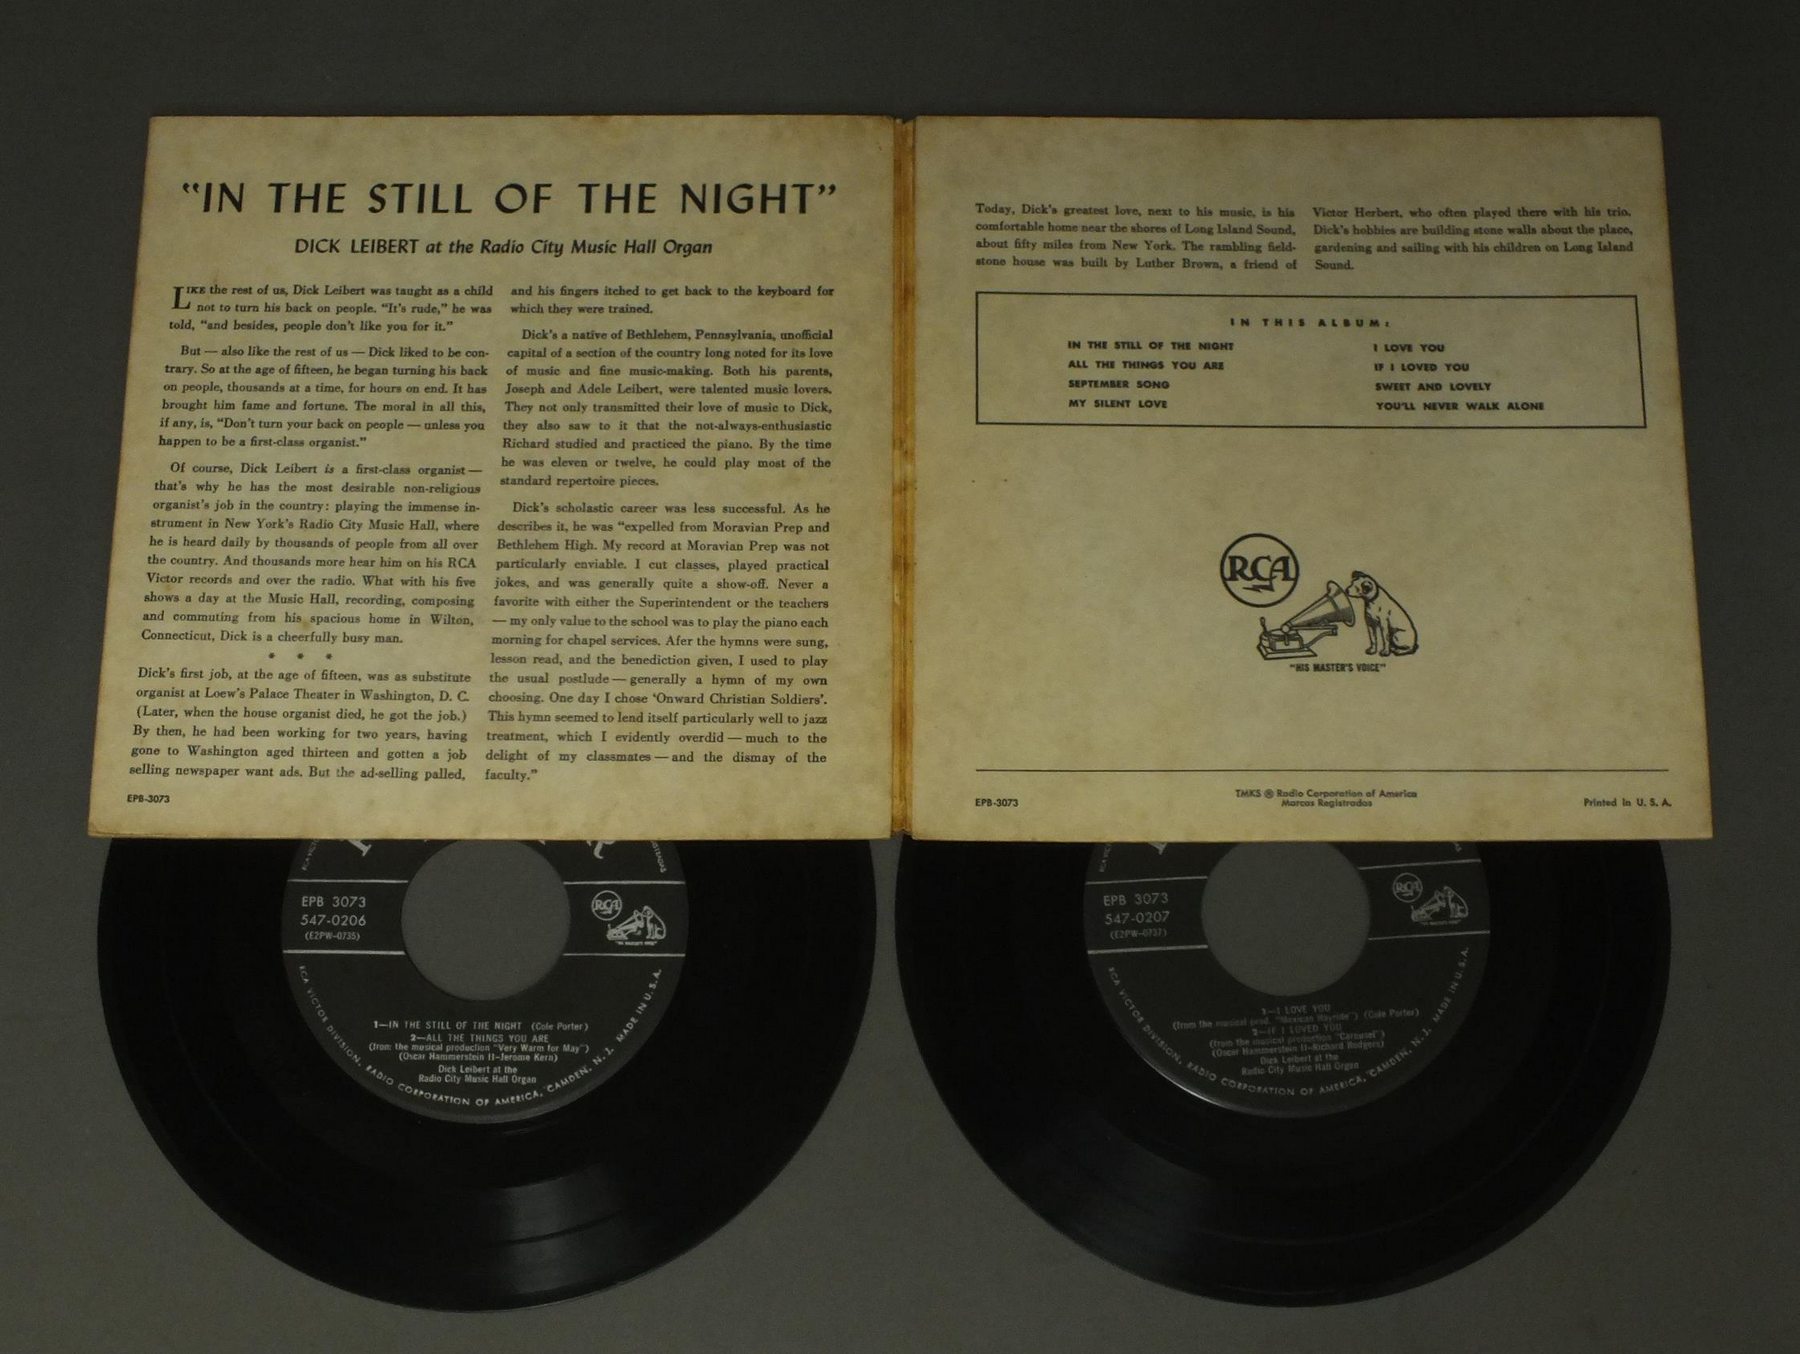 “IN THE STILL OF THE NIGHT”
DICK LEIBERT at the Radio City Music Hall Organ
LIKE the rest of us, Dick Leibert was taught as a child
not to turn his back on people. “It's rude,” he was
told, “and besides, people don't like you for it.”
But — also like the rest of us — Dick liked to be con-
trary. So at the age of fifteen, he began turning his back
on people, thousands at a time, for hours on end. It has
brought him fame and fortune. The moral in all this,
if any, is, “Don't turn your back on people — unless you
happen to be a first-class organist.”
Of course, Dick Leibert is a first-class organist —
that's why he has the most desirable non-religious
organist's job in the country: playing the immense in-
strument in New York's Radio City Music Hall, where
he is heard daily by thousands of people from all over
the country. And thousands more hear him on his RCA
Victor records and over the radio. What with his five
shows a day at the Music Hall, recording, composing
and commuting from his spacious home in Wilton,
Connecticut, Dick is a cheerfully busy man.
* * *
Dick's first job, at the age of fifteen, was as substitute
organist at Loew's Palace Theater in Washington, D. C.
(Later, when the house organist died, he got the job.)
By then, he had been working for two years, having
gone to Washington aged thirteen and gotten a job
selling newspaper want ads. But the ad-selling palled,
and his fingers itched to get back to the keyboard for
which they were trained.
Dick's a native of Bethlehem, Pennsylvania, unofficial
capital of a section of the country long noted for its love
of music and fine music-making. Both his parents,
Joseph and Adele Leibert, were talented music lovers.
They not only transmitted their love of music to Dick,
they also saw to it that the not-always-enthusiastic
Richard studied and practiced the piano. By the time
he was eleven or twelve, he could play most of the
standard repertoire pieces.
Dick's scholastic career was less successful. As he
describes it, he was “expelled from Moravian Prep and
Bethlehem High. My record at Moravian Prep was not
particularly enviable. I cut classes, played practical
jokes, and was generally quite a show-off. Never a
favorite with either the Superintendent or the teachers
— my only value to the school was to play the piano each
morning for chapel services. Afer the hymns were sung,
lesson read, and the benediction given, I used to play
the usual postlude — generally a hymn of my own
choosing. One day I chose ‘Onward Christian Soldiers’.
This hymn seemed to lend itself particularly well to jazz
treatment, which I evidently overdid — much to the
delight of my classmates — and the dismay of the
faculty.”
EPB-3073
Today, Dick's greatest love, next to his music, is his
comfortable home near the shores of Long Island Sound,
about fifty miles from New York. The rambling field-
stone house was built by Luther Brown, a friend of
Victor Herbert, who often played there with his trio.
Dick's hobbies are building stone walls about the place,
gardening and sailing with his children on Long Island
Sound.
IN THIS ALBUM:
IN THE STILL OF THE NIGHT
ALL THE THINGS YOU ARE
SEPTEMBER SONG
MY SILENT LOVE
I LOVE YOU
IF I LOVED YOU
SWEET AND LOVELY
YOU'LL NEVER WALK ALONE
RCA
“HIS MASTER'S VOICE”
EPB-3073
TMKS ® Radio Corporation of America
Marcas Registradas
Printed in U. S. A.
EPB 3073
547-0206
(E2PW-0735)
RCA
"HIS MASTER'S VOICE"
1—IN THE STILL OF THE NIGHT (Cole Porter)
2—ALL THE THINGS YOU ARE
(from the musical production "Very Warm for May")
(Oscar Hammerstein II-Jerome Kern)
Dick Leibert at the
Radio City Music Hall Organ
RCA VICTOR DIVISION, RADIO CORPORATION OF AMERICA, CAMDEN, N. J. MADE IN U. S. A.
EPB 3073
547-0207
(E2PW-0737)
RCA
1—I LOVE YOU
(from the musical prod. "Mexican Hayride") (Cole Porter)
2—IF I LOVED YOU
(from the musical production "Carousel")
(Oscar Hammerstein II-Richard Rodgers)
Dick Leibert at the
Radio City Music Hall Organ
RCA VICTOR DIVISION, RADIO CORPORATION OF AMERICA, CAMDEN, N. J. MADE IN U. S. A.